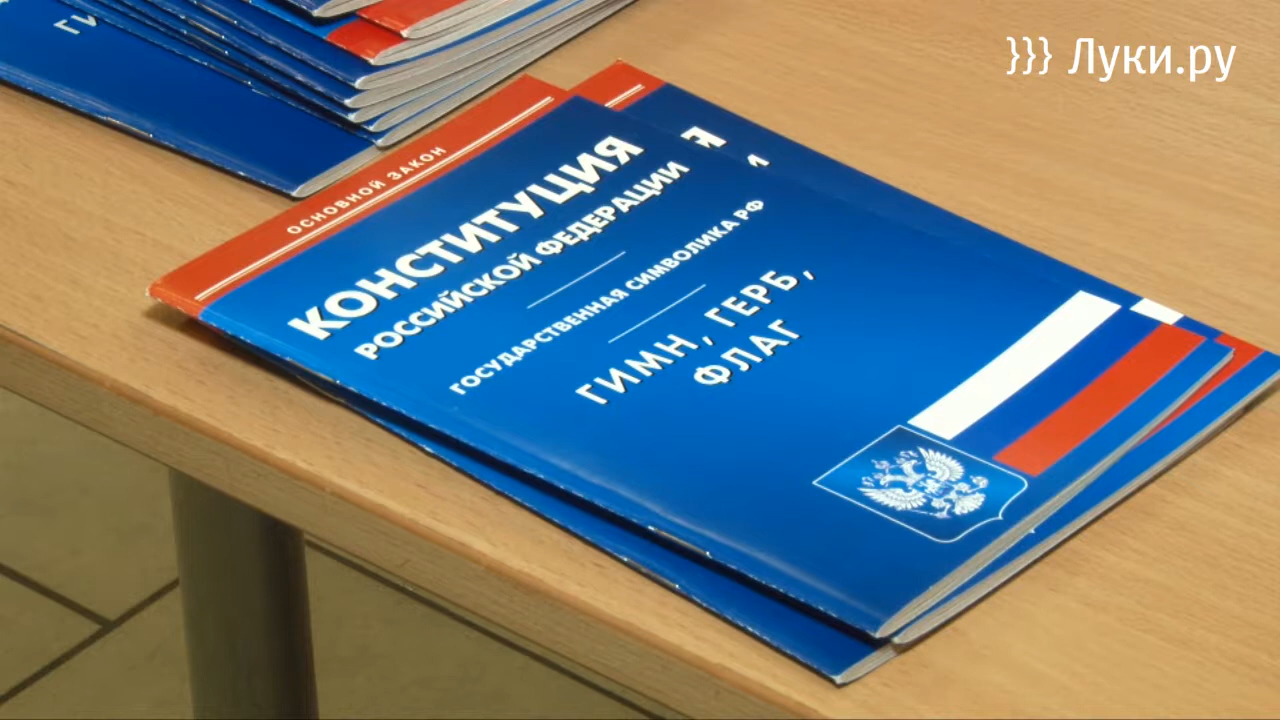 }}} Луки.ру
ОСНОВНОЙ ЗАКОН
КОНСТИТУЦИЯ
РОССИЙСКОЙ ФЕДЕРАЦИИ
ГОСУДАРСТВЕННАЯ СИМВОЛИКА РФ
ГИМН, ГЕРБ,
ФЛАГ